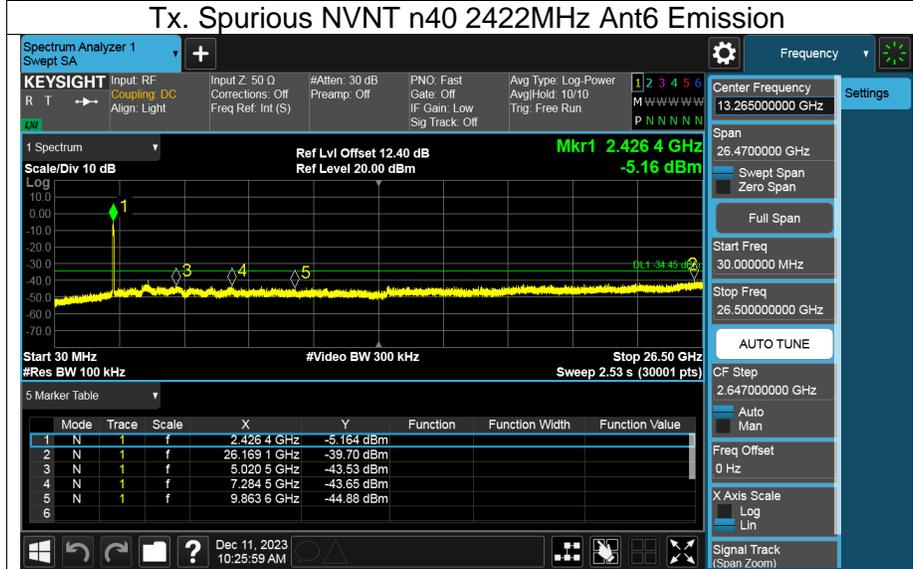 Tx. Spurious NVNT n40 2422MHz Ant6 Emission
Spectrum Analyzer 1
Swept SA
+
Frequency
KEYSIGHT
R T
LXI
Input: RF
Coupling: DC
Align: Light
Input Z: 50 Ω
Corrections: Off
Freq Ref: Int (S)
#Atten: 30 dB
Preamp: Off
PNO: Fast
Gate: Off
IF Gain: Low
Sig Track: Off
Avg Type: Log-Power
Avg|Hold: 10/10
Trig: Free Run
1 2 3 4 5 6
M W W W W W
P N N N N N
1 Spectrum
Scale/Div 10 dB
Ref Lvl Offset 12.40 dB
Ref Level 20.00 dBm
Mkr1 2.426 4 GHz
-5.16 dBm
Log
10.0
0.00
-10.0
-20.0
-30.0
-40.0
-50.0
-60.0
-70.0
1
3
4
5
2
DL1 -34.45 dBm
Start 30 MHz
#Res BW 100 kHz
#Video BW 300 kHz
Stop 26.50 GHz
Sweep 2.53 s (30001 pts)
5 Marker Table
Mode Trace Scale X Y Function Function Width Function Value
1 N 1 f 2.426 4 GHz -5.164 dBm
2 N 1 f 26.169 1 GHz -39.70 dBm
3 N 1 f 5.020 5 GHz -43.53 dBm
4 N 1 f 7.284 5 GHz -43.65 dBm
5 N 1 f 9.863 6 GHz -44.88 dBm
6
?
Dec 11, 2023
10:25:59 AM
Settings
Center Frequency
13.265000000 GHz
Span
26.4700000 GHz
Swept Span
Zero Span
Full Span
Start Freq
30.000000 MHz
Stop Freq
26.500000000 GHz
AUTO TUNE
CF Step
2.647000000 GHz
Auto
Man
Freq Offset
0 Hz
X Axis Scale
Log
Lin
Signal Track
(Span Zoom)